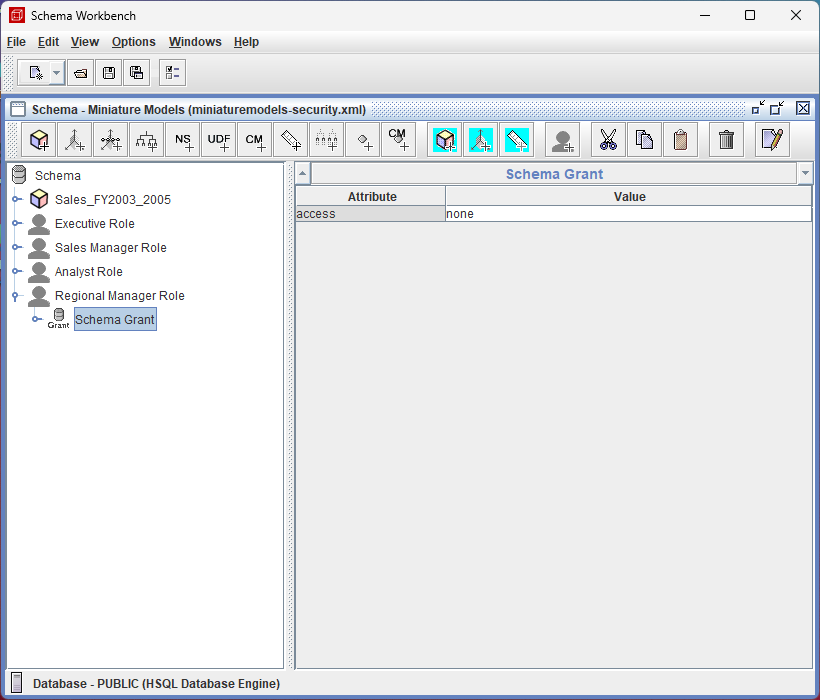 Schema Workbench
File Edit View Options Windows Help
Schema - Miniature Models (miniaturemodels-security.xml)
NS UDF CM CM
Schema
Schema Grant
Attribute Value
access none
Sales_FY2003_2005
Executive Role
Sales Manager Role
Analyst Role
Regional Manager Role
Grant Schema Grant
Database - PUBLIC (HSQL Database Engine)